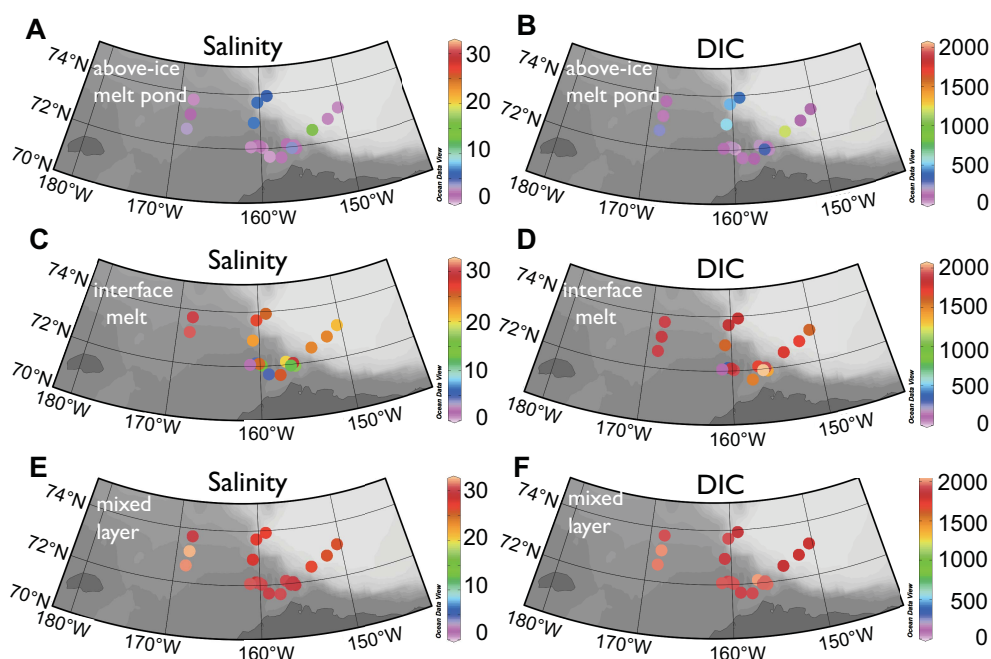 A
Salinity
above-ice
melt pond
74°N
72°N
70°N
180°W
170°W
160°W
150°W
30
20
10
0
Ocean Data View
B
DIC
above-ice
melt pond
74°N
72°N
70°N
180°W
170°W
160°W
150°W
2000
1500
1000
500
0
Ocean Data View
C
Salinity
interface
melt
74°N
72°N
70°N
180°W
170°W
160°W
150°W
30
20
10
0
Ocean Data View
D
DIC
interface
melt
74°N
72°N
70°N
180°W
170°W
160°W
150°W
2000
1500
1000
500
0
Ocean Data View
E
Salinity
mixed
layer
74°N
72°N
70°N
180°W
170°W
160°W
150°W
30
20
10
0
Ocean Data View
F
DIC
mixed
layer
74°N
72°N
70°N
180°W
170°W
160°W
150°W
2000
1500
1000
500
0
Ocean Data View